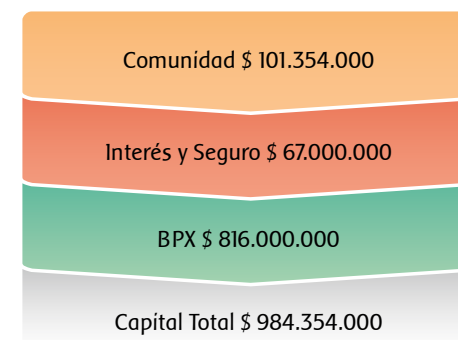 Comunidad $ 101.354.000
Interés y Seguro $ 67.000.000
BPX $ 816.000.000
Capital Total $ 984.354.000